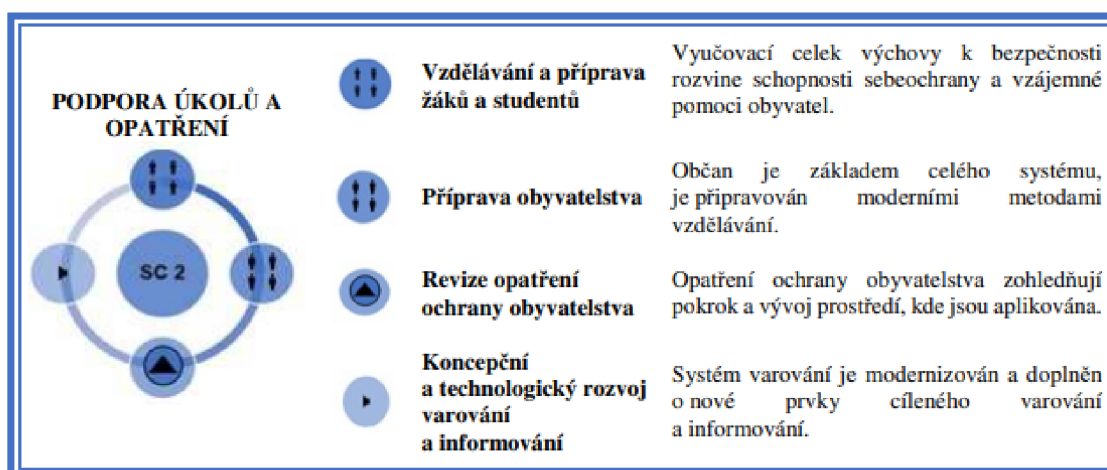 PODPORA ÚKOLŮ A
OPATŘENÍ
SC 2
Vzdělávání a příprava
žáků a studentů
Vyučovací celek výchovy k bezpečnosti
rozvine schopnosti sebeochrany a vzájemné
pomoci obyvatel.
Příprava obyvatelstva
Občan je základem celého systému,
je připravován moderními metodami
vzdělávání.
Revize opatření
ochrany obyvatelstva
Opatření ochrany obyvatelstva zohledňují
pokrok a vývoj prostředí, kde jsou aplikována.
Koncepční
a technologický rozvoj
varování
a informování
Systém varování je modernizován a doplněn
o nové prvky cíleného varování
a informování.